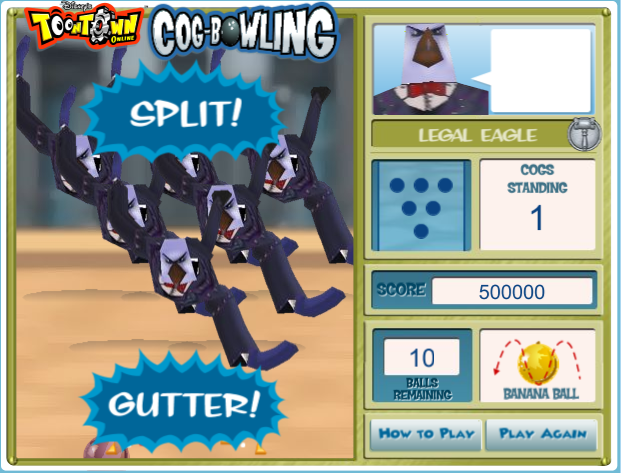 Disney's
TOONTOWN
ONLINE
COG-BOWLING
SPLIT!
GUTTER!
LEGAL EAGLE
COGS
STANDING
1
SCORE 500000
10
BALLS
REMAINING
BANANA BALL
HOW TO PLAY PLAY AGAIN